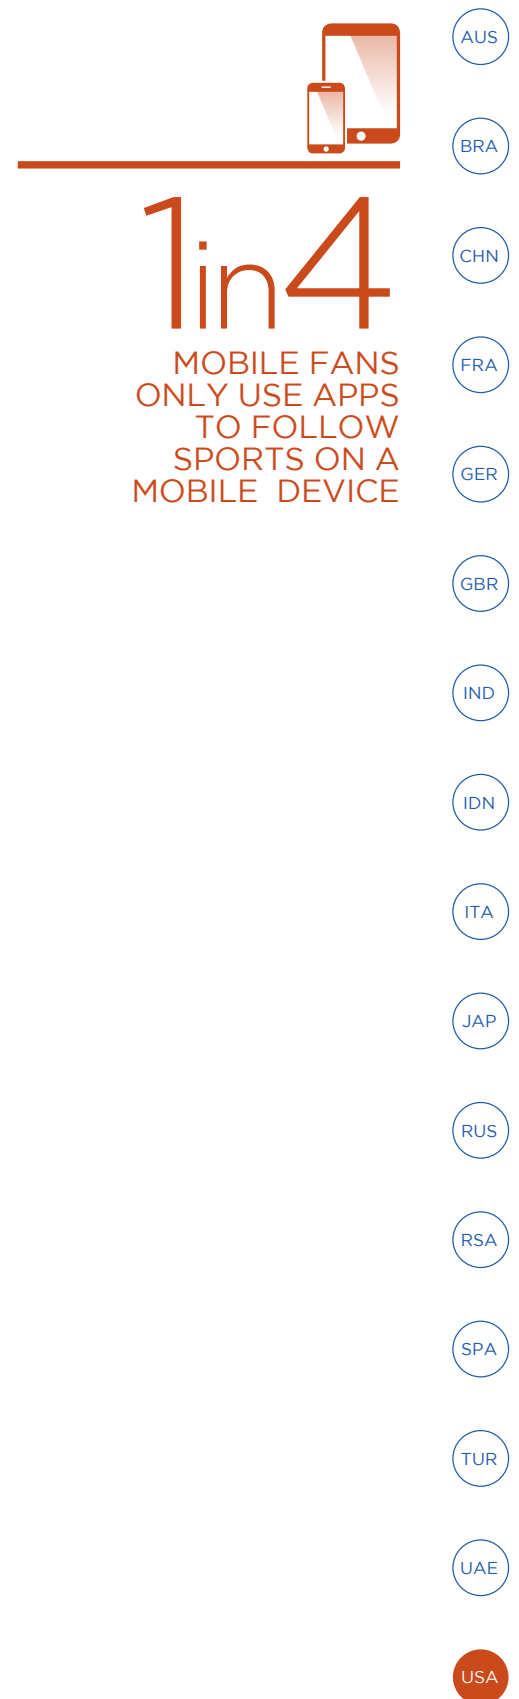 1in4
MOBILE FANS
ONLY USE APPS
TO FOLLOW
SPORTS ON A
MOBILE DEVICE
AUS
BRA
CHN
FRA
GER
GBR
IND
IDN
ITA
JAP
RUS
RSA
SPA
TUR
UAE
USA